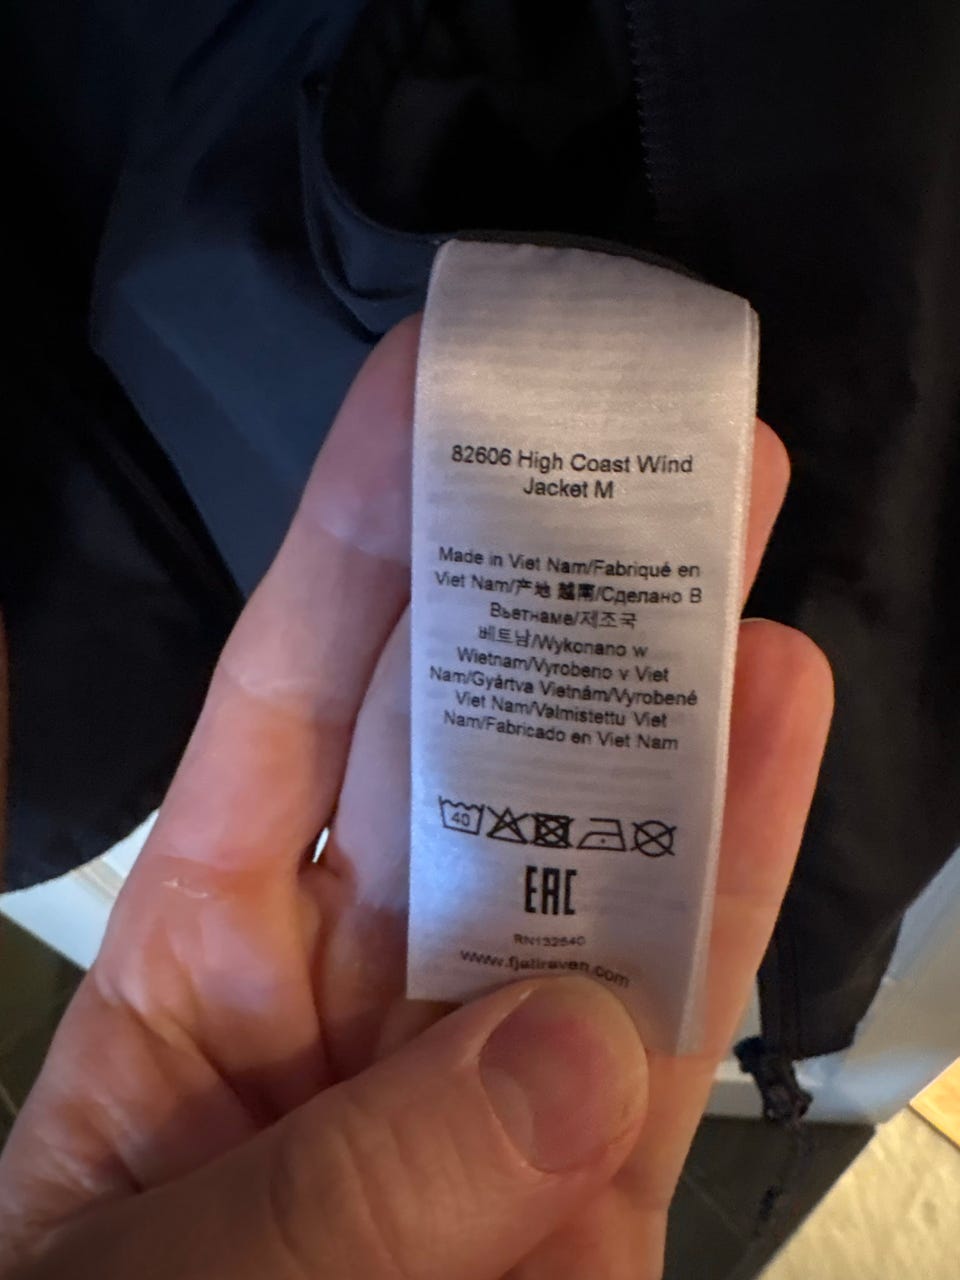 82606 High Coast Wind
Jacket M
Made in Viet Nam/Fabriqué en
Viet Nam/产地 越南/Сделано В
Вьетнаме/제조국
베트남/Wykonano w
Wietnam/Vyrobeno v Viet
Nam/Gyártva Vietnám/Vyrobené
Viet Nam/Valmistettu Viet
Nam/Fabricado en Viet Nam
40
EAC
RN132640
www.fjallraven.com